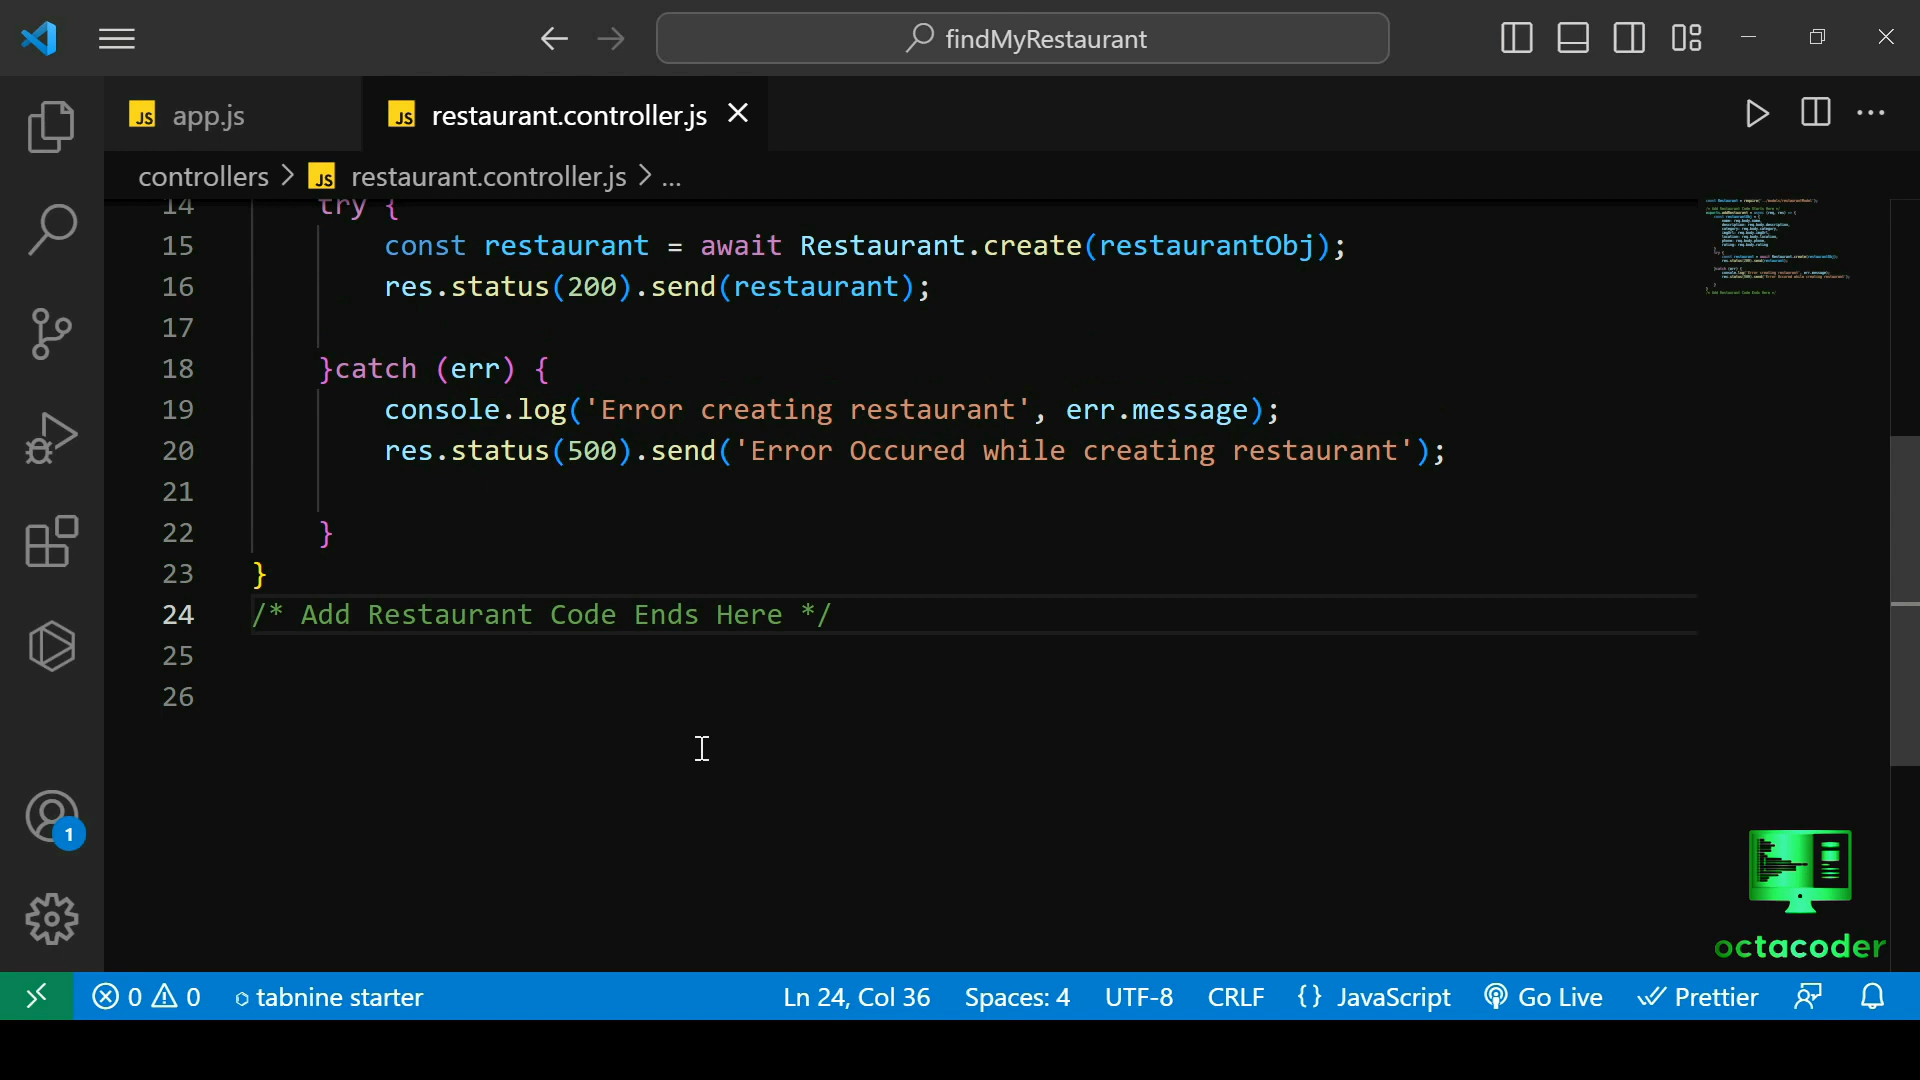 findMyRestaurant
JS app.js
JS restaurant.controller.js
controllers > JS restaurant.controller.js > ...
14 try {
15 const restaurant = await Restaurant.create(restaurantObj);
16 res.status(200).send(restaurant);
17
18 }catch (err) {
19 console.log('Error creating restaurant', err.message);
20 res.status(500).send('Error Occured while creating restaurant');
21
22 }
23 }
24 /* Add Restaurant Code Ends Here */
25
26
1
octacoder
0 0 tabnine starter Ln 24, Col 36 Spaces: 4 UTF-8 CRLF {} JavaScript Go Live Prettier